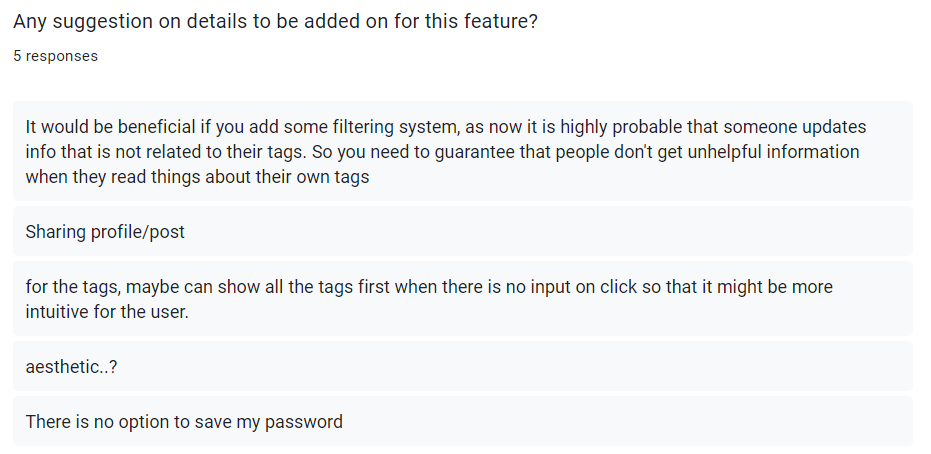 Any suggestion on details to be added on for this feature?
5 responses
It would be beneficial if you add some filtering system, as now it is highly probable that someone updates
info that is not related to their tags. So you need to guarantee that people don't get unhelpful information
when they read things about their own tags
Sharing profile/post
for the tags, maybe can show all the tags first when there is no input on click so that it might be more
intuitive for the user.
aesthetic..?
There is no option to save my password